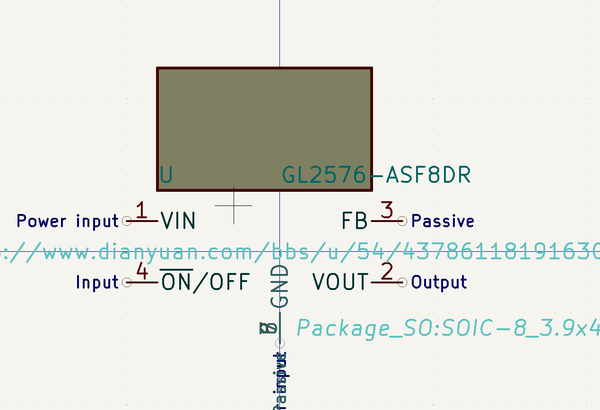 U GL2576-ASF8DR
Power input 1 VIN FB 3 Passive
://www.dianyuan.com/bbs/u/54/4378611819163
Input 4 ON/OFF VOUT 2 Output
GND
Package_SO:SOIC-8_3.9x4